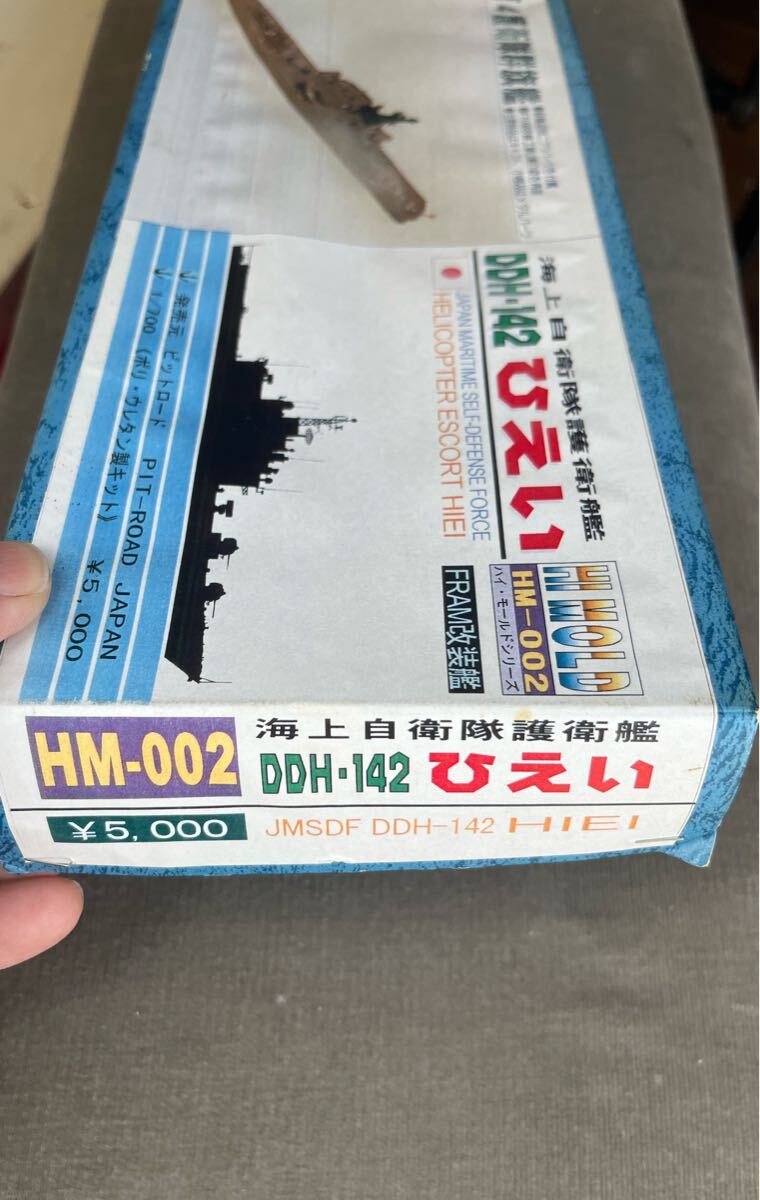 海上自衛隊護衛艦
DDH・142 ひえい
JAPAN MARITIME SELF-DEFENSE FORCE
HELICOPTER ESCORT HIEI
HI MOLD
HM-002
ハイ・モールドシリーズ
FRAM改装艦
発売元 ピットロード PIT-ROAD JAPAN
1/700 《ポリ・ウレタン製キット》 ¥5,000
HM-002
海上自衛隊護衛艦
DDH・142 ひえい
¥5,000
JMSDF DDH-142 HIEI